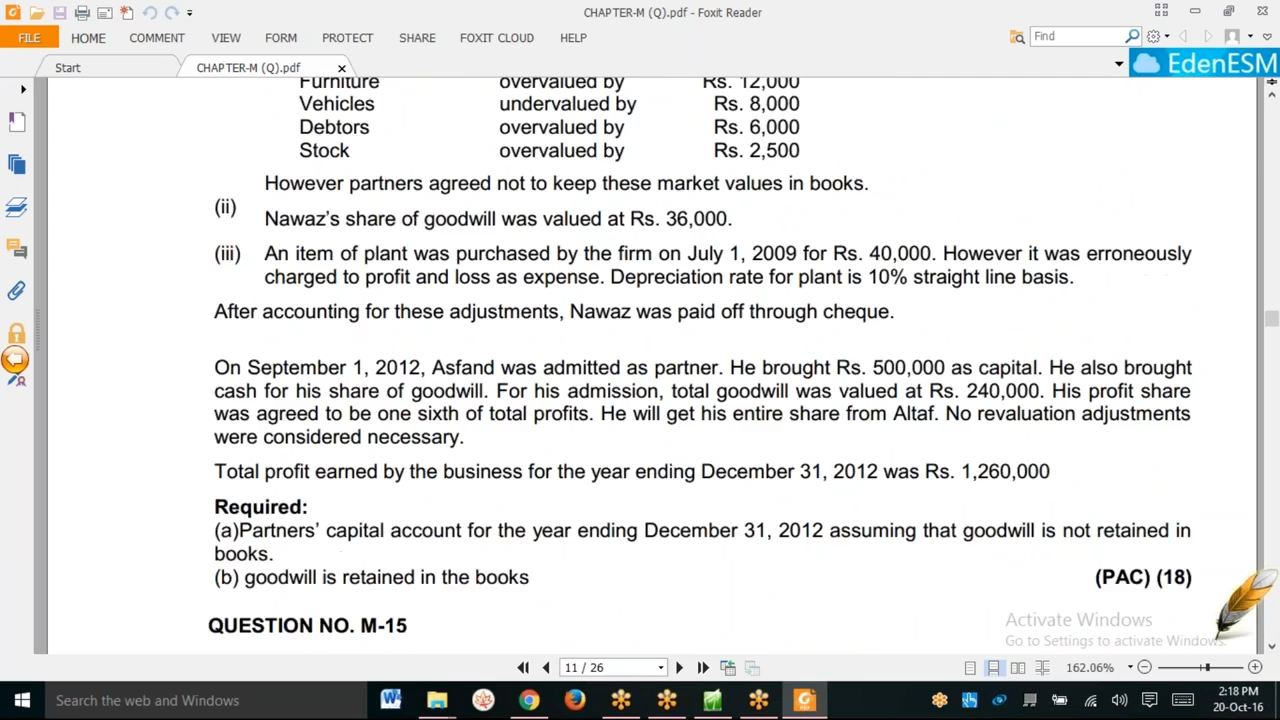 CHAPTER-M (Q).pdf - Foxit Reader
FILE HOME COMMENT VIEW FORM PROTECT SHARE FOXIT CLOUD HELP Find
Start CHAPTER-M (Q).pdf EdenESM
Furniture overvalued by Rs. 12,000
Vehicles undervalued by Rs. 8,000
Debtors overvalued by Rs. 6,000
Stock overvalued by Rs. 2,500
However partners agreed not to keep these market values in books.
(ii) Nawaz's share of goodwill was valued at Rs. 36,000.
(iii) An item of plant was purchased by the firm on July 1, 2009 for Rs. 40,000. However it was erroneously
charged to profit and loss as expense. Depreciation rate for plant is 10% straight line basis.
After accounting for these adjustments, Nawaz was paid off through cheque.
On September 1, 2012, Asfand was admitted as partner. He brought Rs. 500,000 as capital. He also brought
cash for his share of goodwill. For his admission, total goodwill was valued at Rs. 240,000. His profit share
was agreed to be one sixth of total profits. He will get his entire share from Altaf. No revaluation adjustments
were considered necessary.
Total profit earned by the business for the year ending December 31, 2012 was Rs. 1,260,000
Required:
(a)Partners' capital account for the year ending December 31, 2012 assuming that goodwill is not retained in
books.
(b) goodwill is retained in the books (PAC) (18)
QUESTION NO. M-15
Activate Windows
Go to Settings to activate Windows.
11 / 26 162.06%
Search the web and Windows
2:18 PM
20-Oct-16